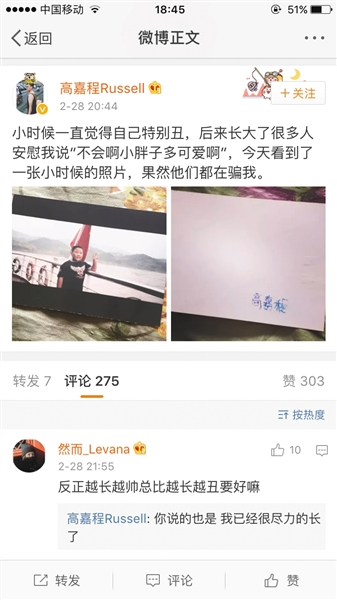 中国移动 18:45 51%
返回 微博正文
高嘉程Russell
2-28 20:44
+关注
小时候一直觉得自己特别丑，后来长大了很多人
安慰我说“不会啊小胖子多可爱啊”，今天看到了
一张小时候的照片，果然他们都在骗我。
高嘉程
转发 7 评论 275 赞 303
按热度
然而_Levana 10
2-28 21:55
反正越长越帅总比越长越丑要好嘛
高嘉程Russell: 你说的也是 我已经很尽力的长
了
转发 评论 赞